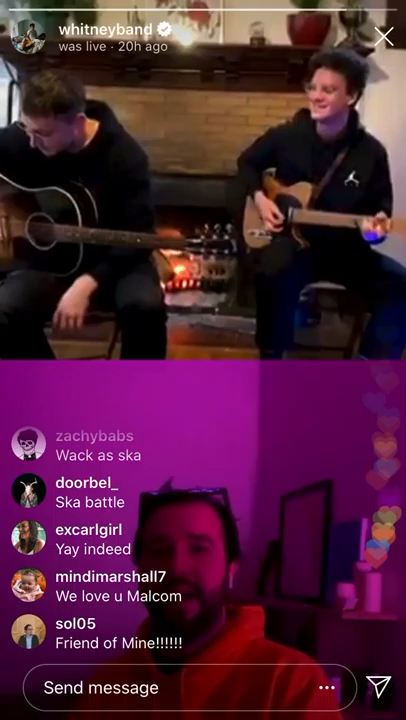 whitneyband
was live · 20h ago
zachybabs
Wack as ska
doorbel_
Ska battle
excarlgirl
Yay indeed
mindimarshall7
We love u Malcom
sol05
Friend of Mine!!!!!!
Send message